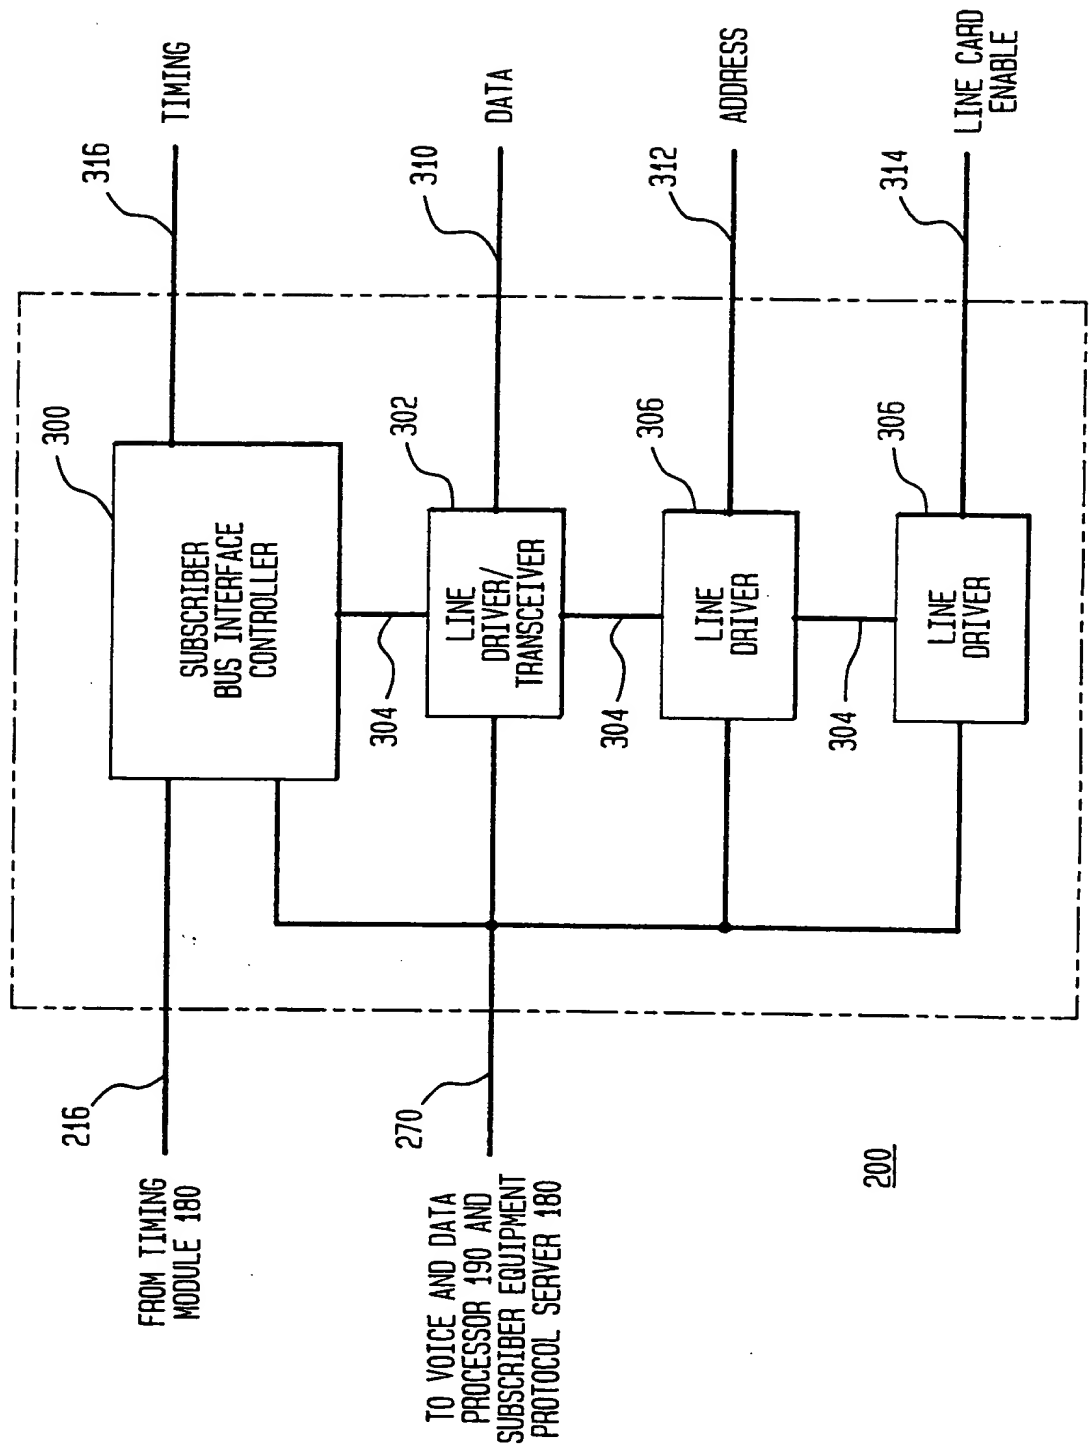 FROM TIMING
MODULE 180
216
300
SUBSCRIBER
BUS INTERFACE
CONTROLLER
316
TIMING
304
TO VOICE AND DATA
PROCESSOR 190 AND
SUBSCRIBER EQUIPMENT
PROTOCOL SERVER 180
270
302
LINE
DRIVER/
TRANSCEIVER
310
DATA
304
306
LINE
DRIVER
312
ADDRESS
304
306
LINE
DRIVER
314
LINE CARD
ENABLE
200